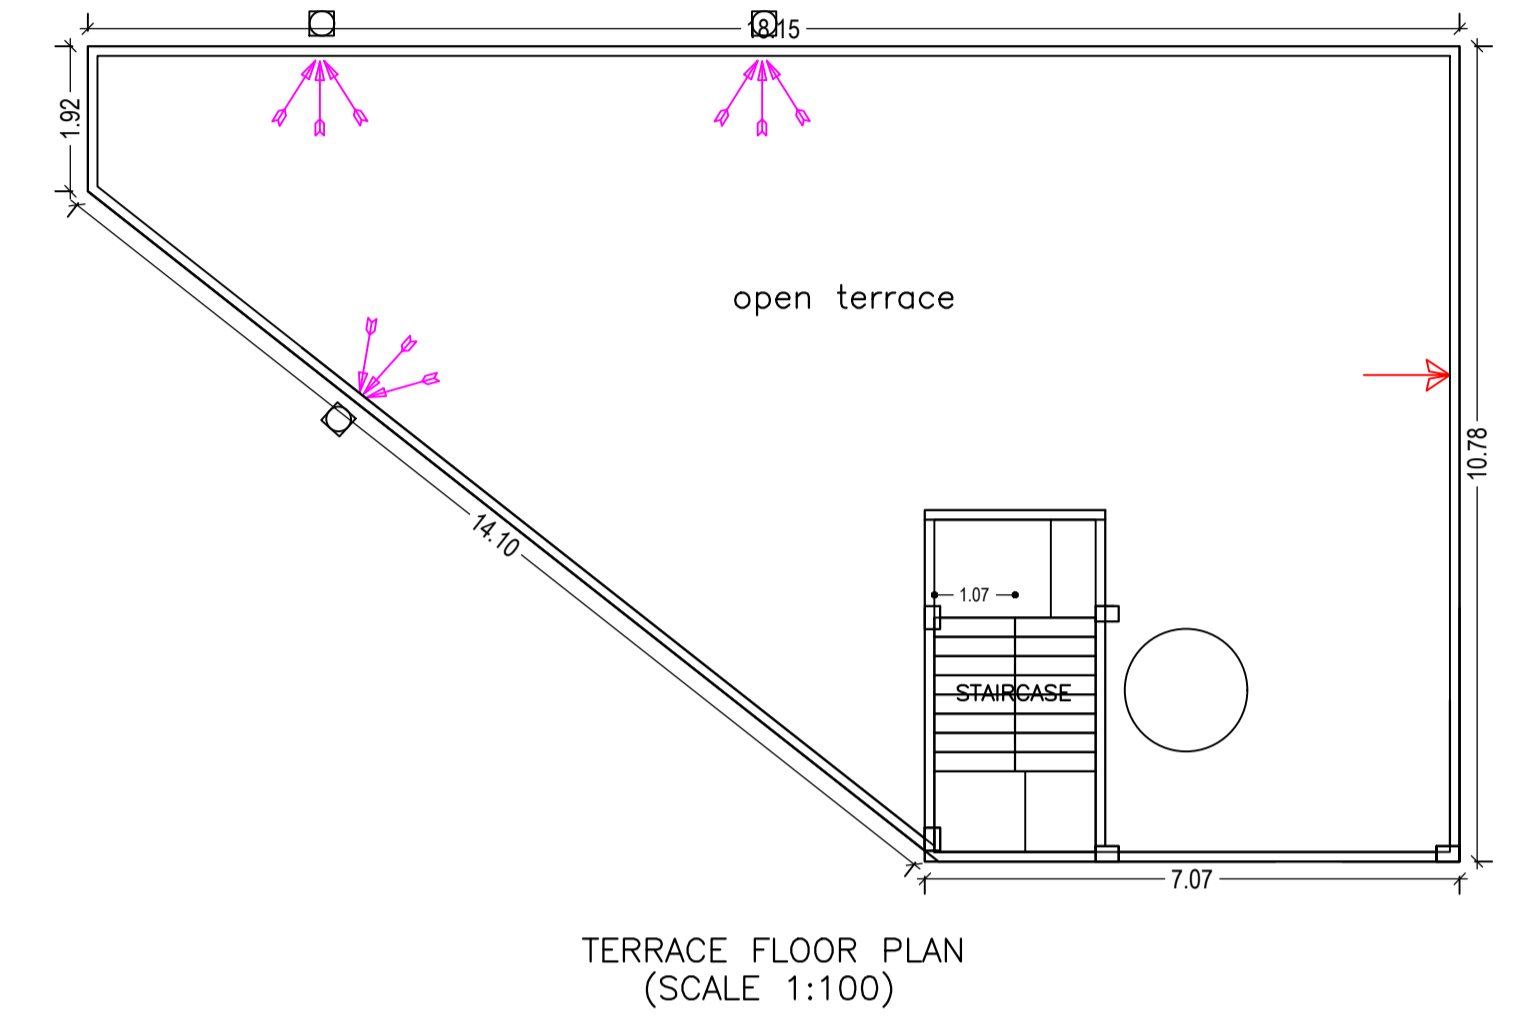 18.15
1.92
open terrace
10.78
14.10
1.07
STAIRCASE
7.07
TERRACE FLOOR PLAN
(SCALE 1:100)